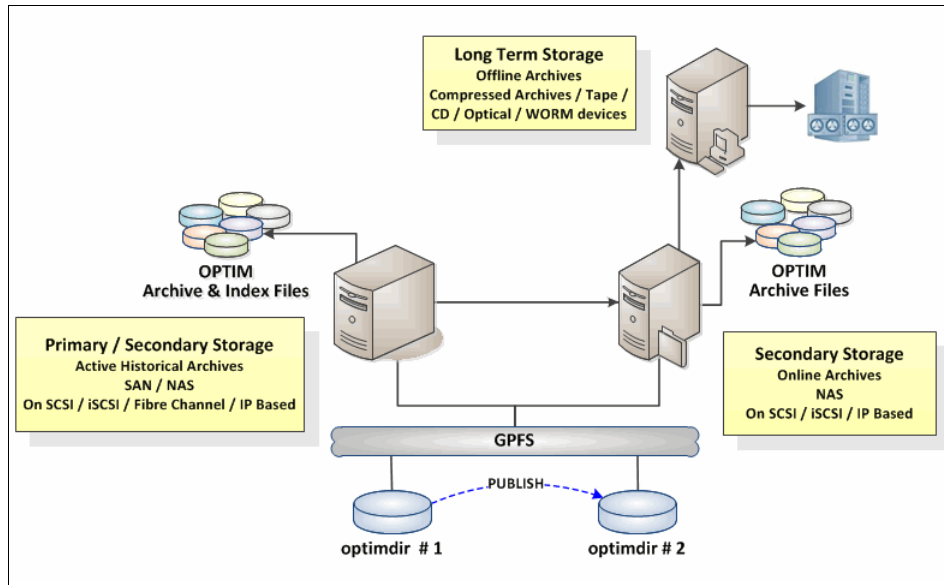 Long Term Storage
Offline Archives
Compressed Archives / Tape /
CD / Optical / WORM devices
OPTIM
Archive & Index Files
OPTIM
Archive Files
Primary / Secondary Storage
Active Historical Archives
SAN / NAS
On SCSI / iSCSI / Fibre Channel / IP Based
Secondary Storage
Online Archives
NAS
On SCSI / iSCSI / IP Based
GPFS
PUBLISH
optimdir # 1
optimdir # 2